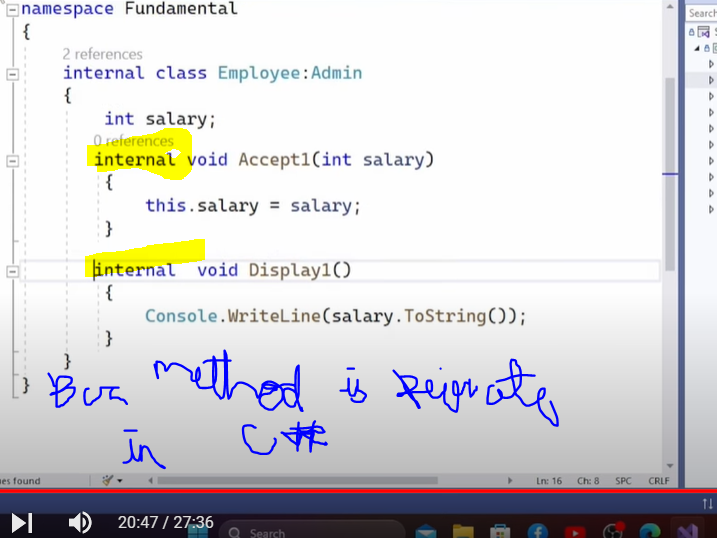 namespace Fundamental
{
2 references
internal class Employee:Admin
{
int salary;
0 references
internal void Accept1(int salary)
{
this.salary = salary;
}
internal void Display1()
{
Console.WriteLine(salary.ToString());
}
}
}
method is
in C#
es found
Ln: 16 Ch: 8 SPC CRLF
20:47 / 27:36
Search
Search